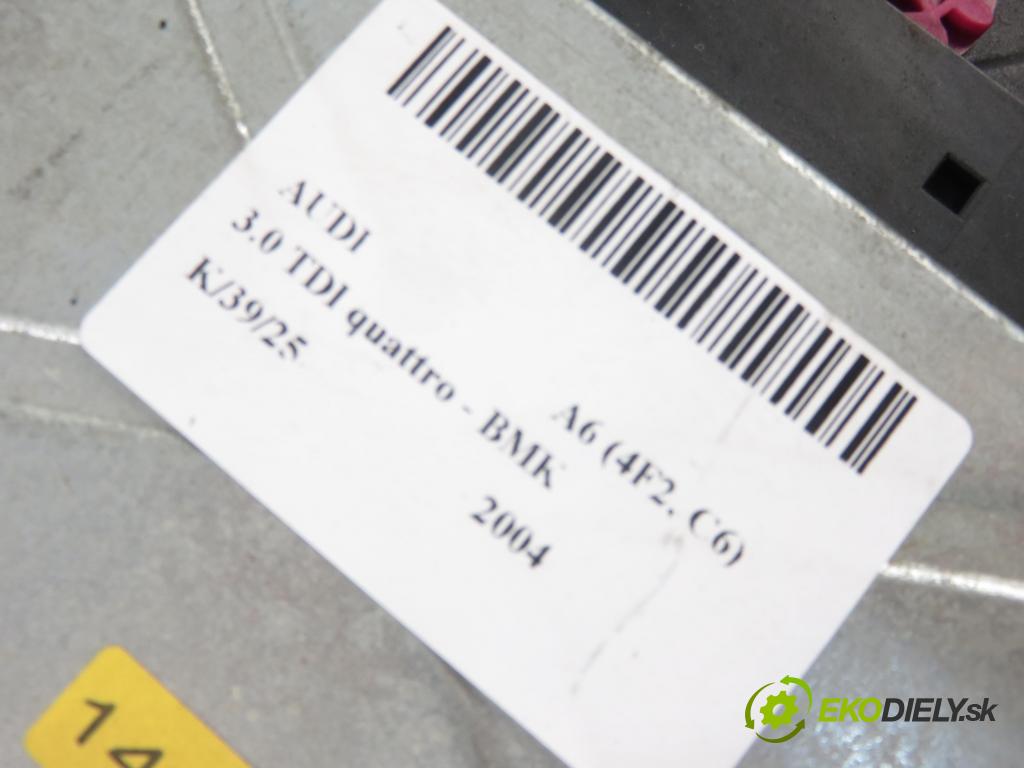 AUDI A6 (4F2, C6)
3.0 TDI quattro - BMK
K/39/25 2004
14
EKODIELY.sk